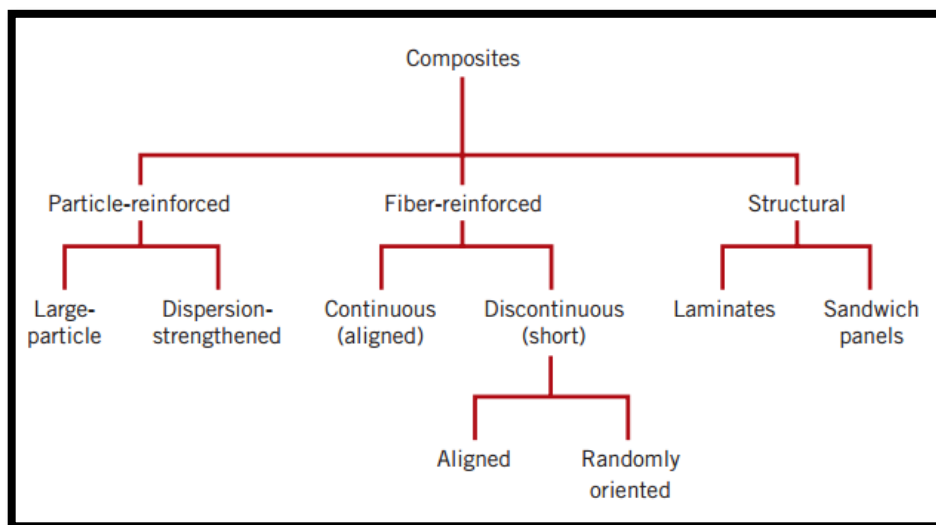 Composites
Particle-reinforced
Fiber-reinforced
Structural
Large-
particle
Dispersion-
strengthened
Continuous
(aligned)
Discontinuous
(short)
Laminates
Sandwich
panels
Aligned
Randomly
oriented